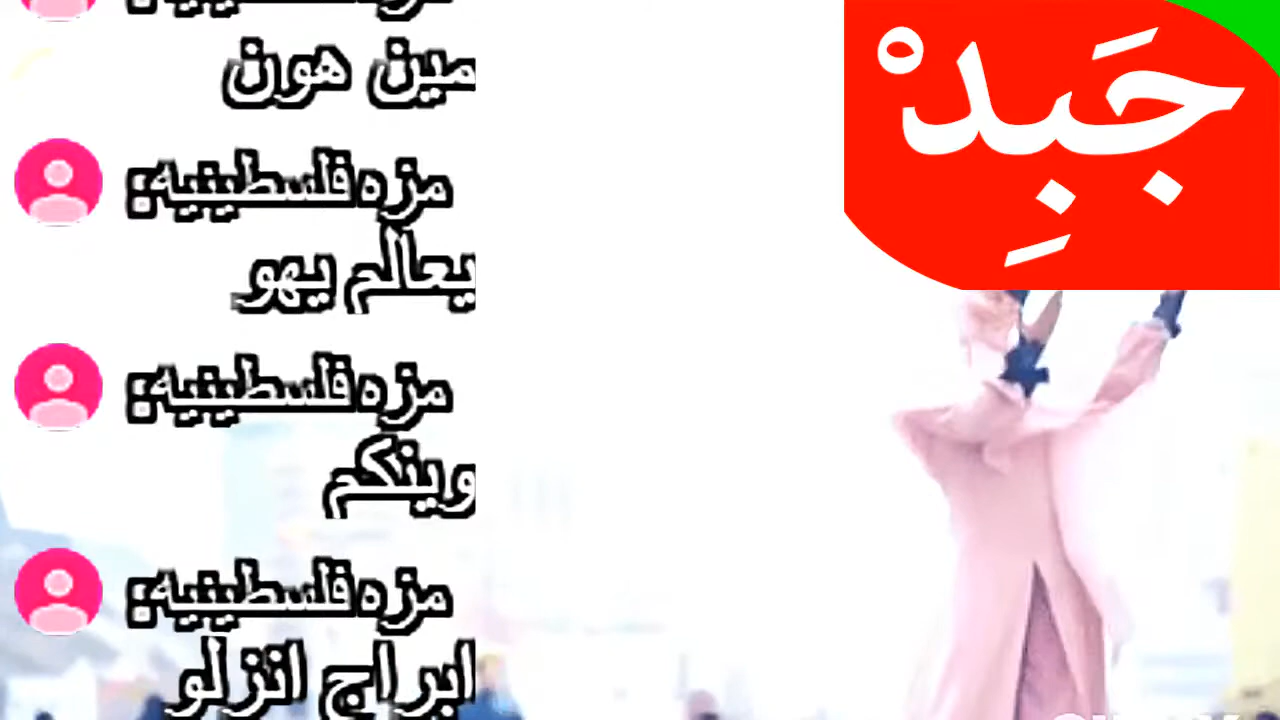 مين هون
جَبِدْ
مزه فلسطينيه:
يعالم يهو
مزه فلسطينيه:
وينكم
مزه فلسطينيه:
ابراج انزلو